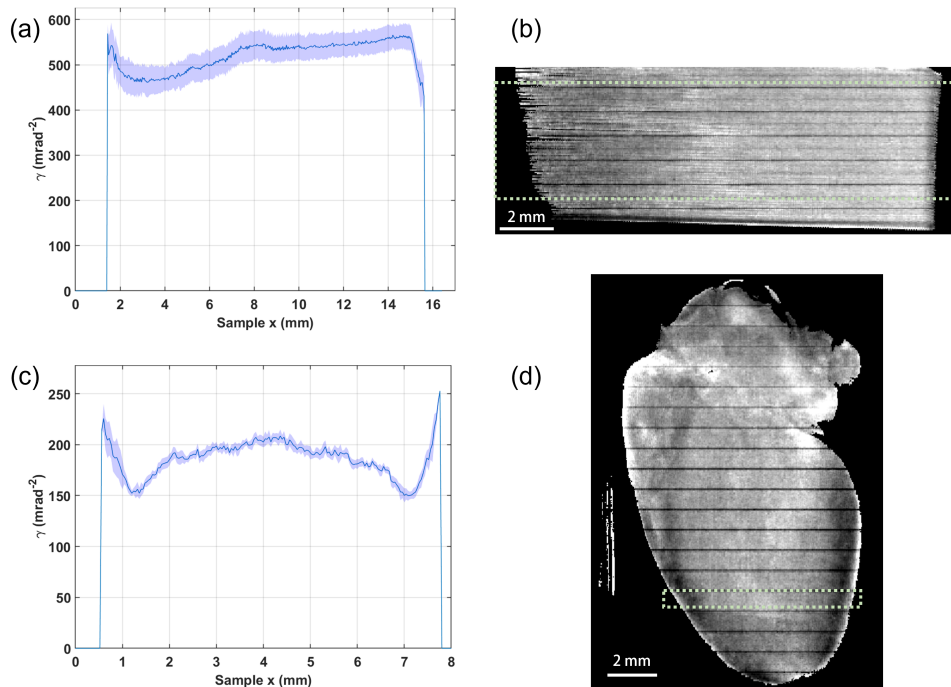 (a)
600
500
400
300
200
100
0
γ (mrad⁻²)
0 2 4 6 8 10 12 14 16
Sample x (mm)
(b)
2 mm
(c)
250
200
150
100
50
0
γ (mrad⁻²)
0 1 2 3 4 5 6 7 8
Sample x (mm)
(d)
2 mm